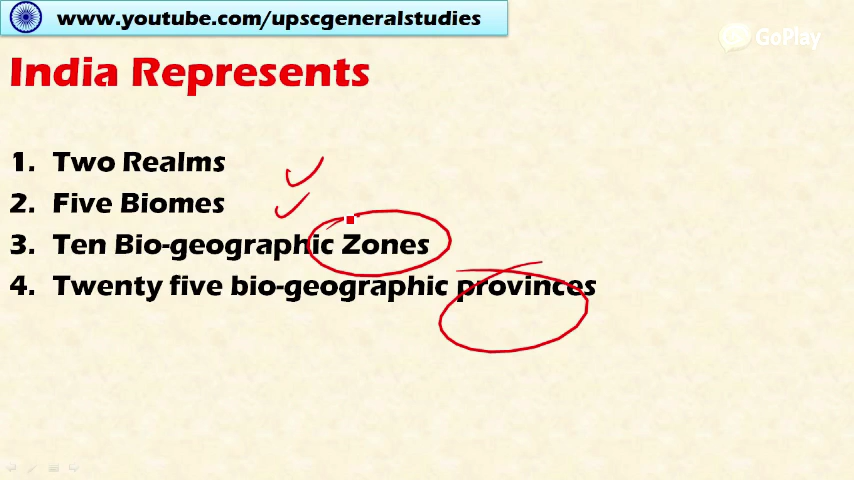 www.youtube.com/upscgeneralstudies
GoPlay
India Represents
1. Two Realms
2. Five Biomes
3. Ten Bio-geographic Zones
4. Twenty five bio-geographic provinces